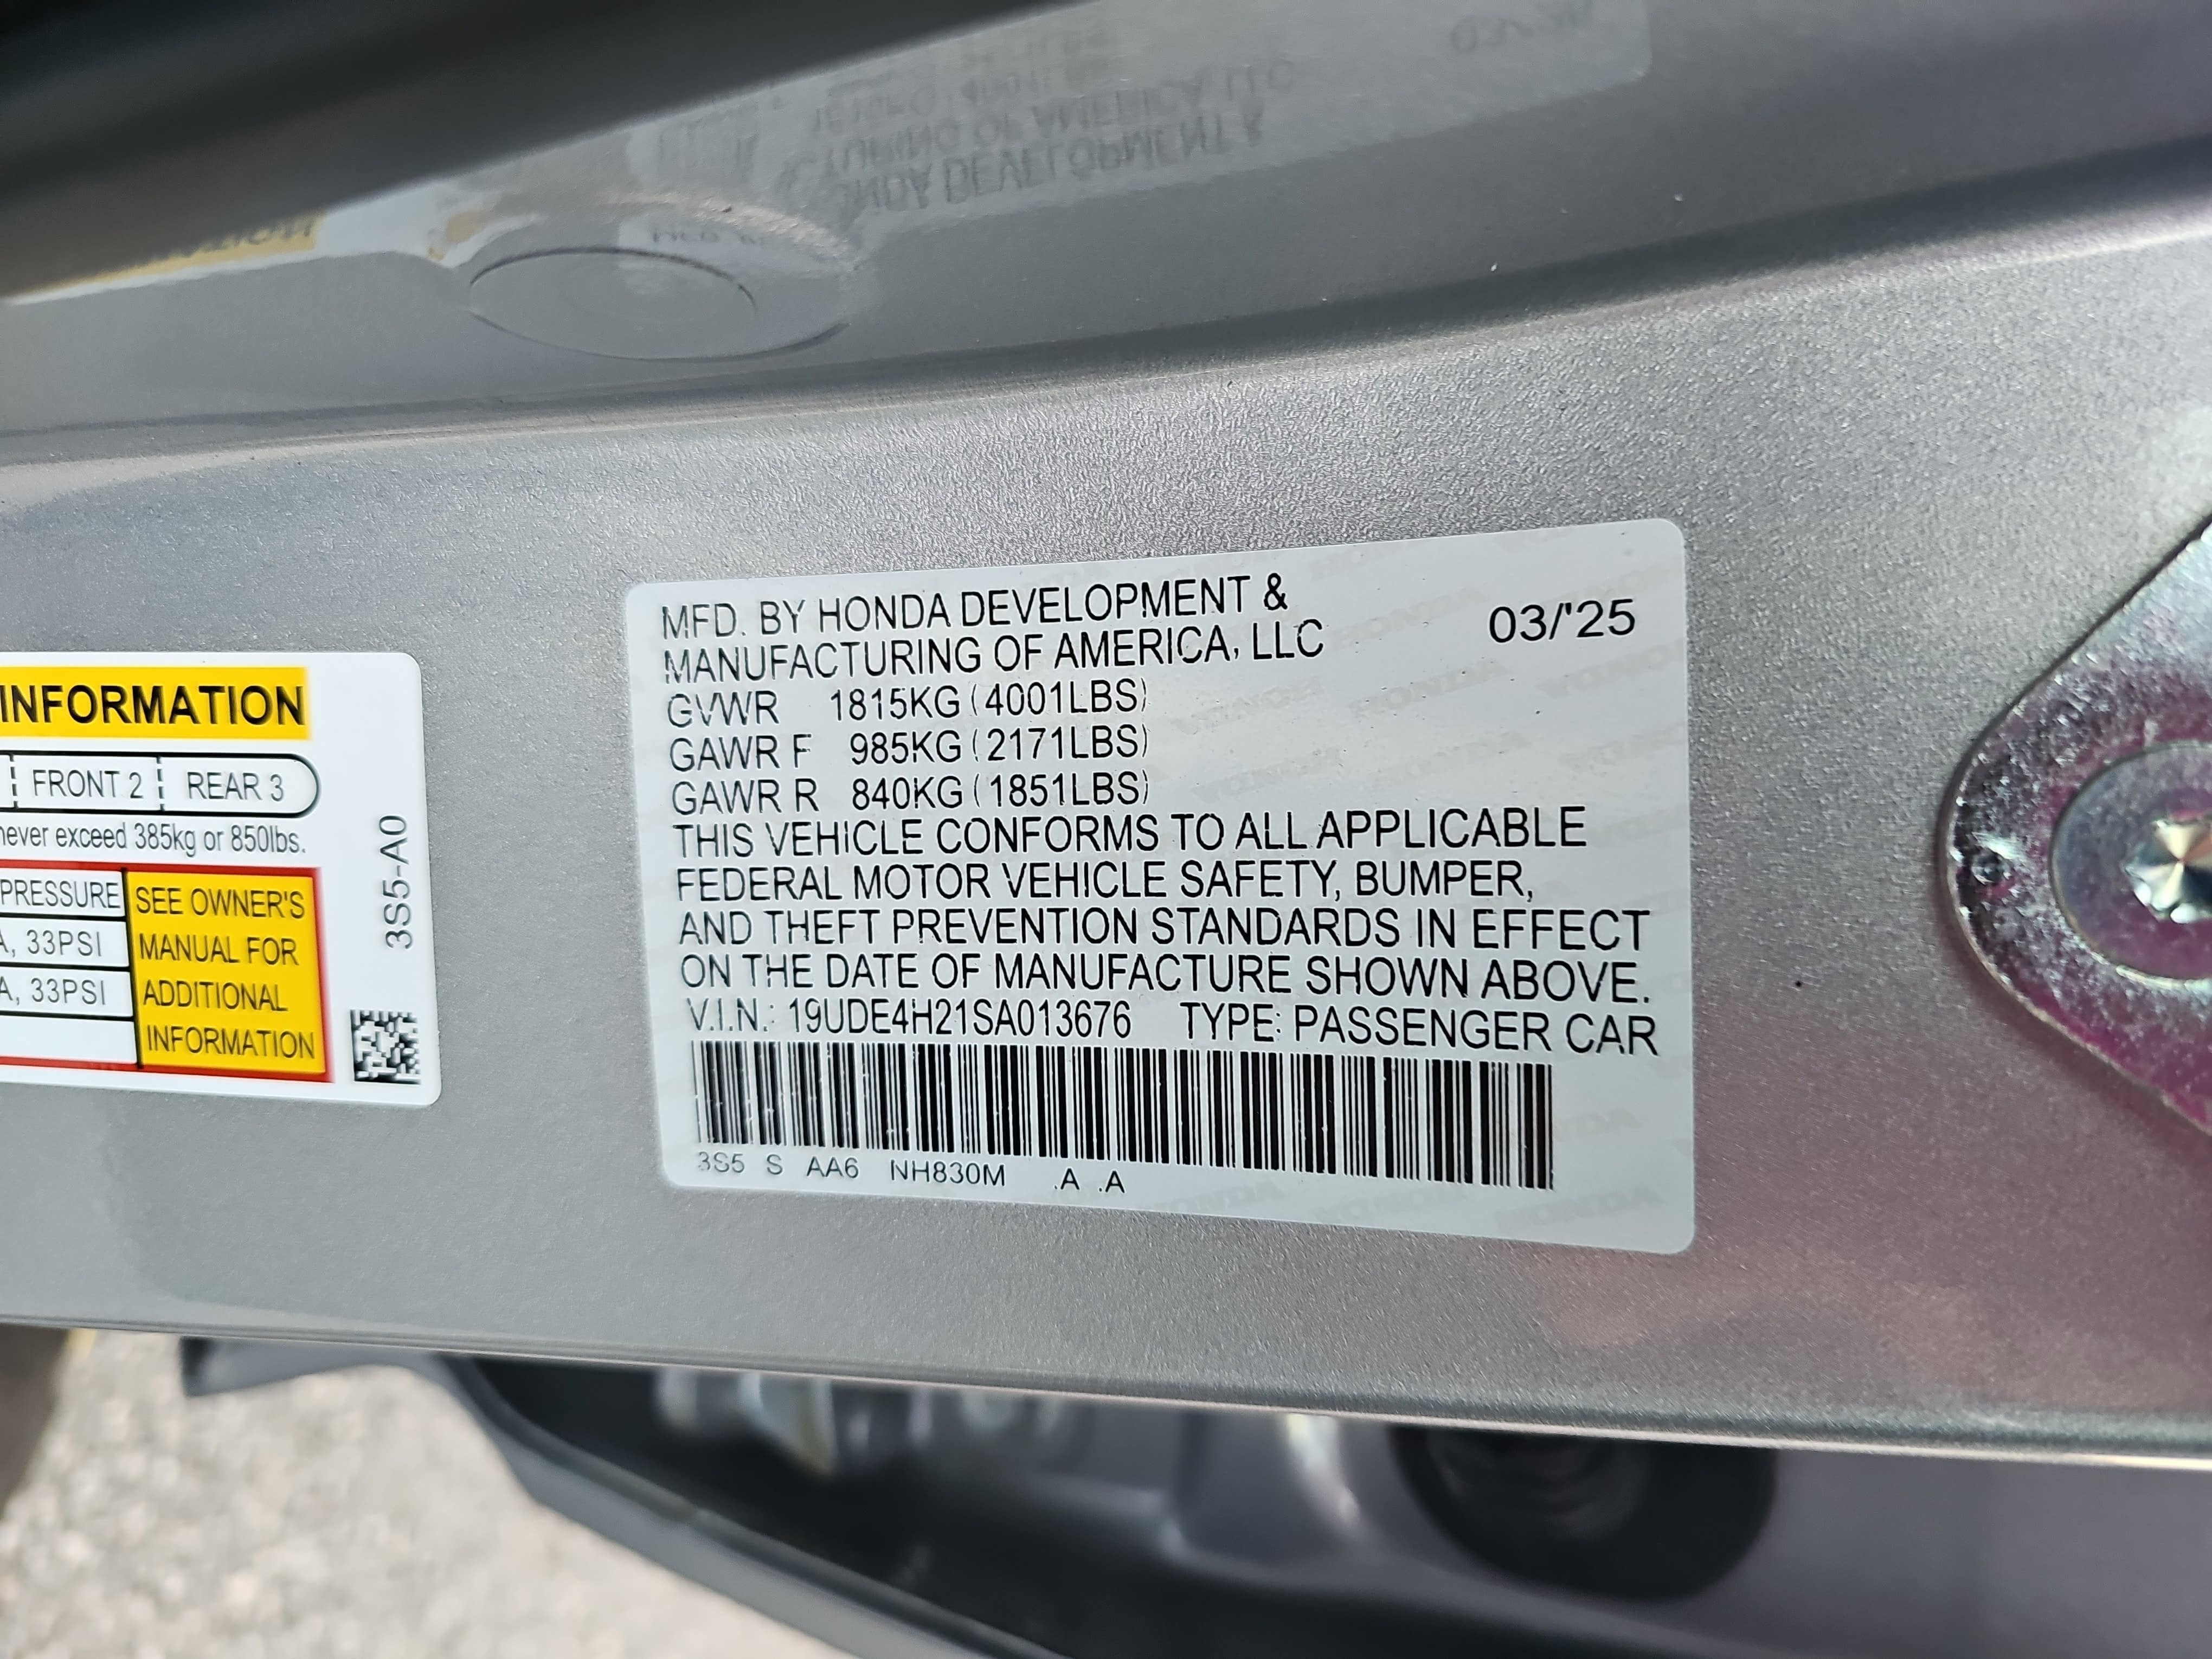 INFORMATION
FRONT 2 REAR 3
never exceed 385kg or 850lbs.
PRESSURE
, 33PSI
, 33PSI
SEE OWNER'S
MANUAL FOR
ADDITIONAL
INFORMATION
3S5-A0
MFD. BY HONDA DEVELOPMENT &
MANUFACTURING OF AMERICA, LLC
03/'25
GVWR 1815KG (4001LBS)
GAWR F 985KG (2171LBS)
GAWR R 840KG (1851LBS)
THIS VEHICLE CONFORMS TO ALL APPLICABLE
FEDERAL MOTOR VEHICLE SAFETY, BUMPER,
AND THEFT PREVENTION STANDARDS IN EFFECT
ON THE DATE OF MANUFACTURE SHOWN ABOVE.
V.I.N.: 19UDE4H21SA013676 TYPE: PASSENGER CAR
3S5 S AA6 NH830M .A .A